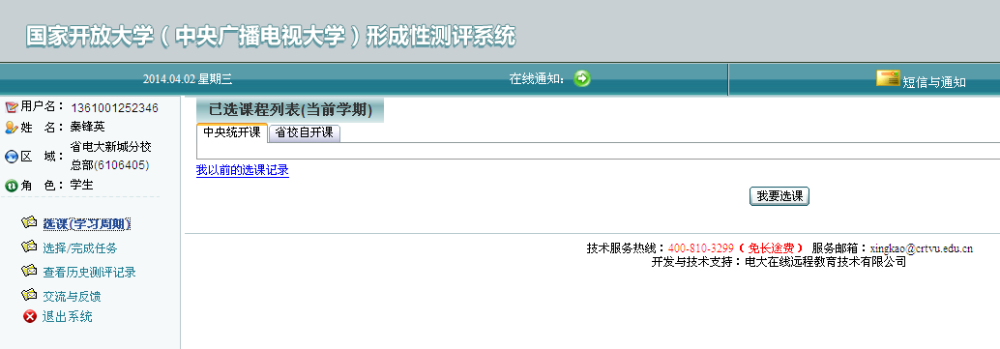 国家开放大学（中央广播电视大学）形成性测评系统
2014.04.02 星期三
在线通知：
短信与通知
用户名： 1361001252346
姓　名： 秦锋英
区　域： 省电大新城分校
总部(6106405)
角　色： 学生
选课(学习周期)
选择/完成任务
查看历史测评记录
交流与反馈
退出系统
已选课程列表(当前学期)
中央统开课 省校自开课
我以前的选课记录
我要选课
技术服务热线：400-810-3299（免长途费） 服务邮箱：xingkao@crtvu.edu.cn
开发与技术支持：电大在线远程教育技术有限公司